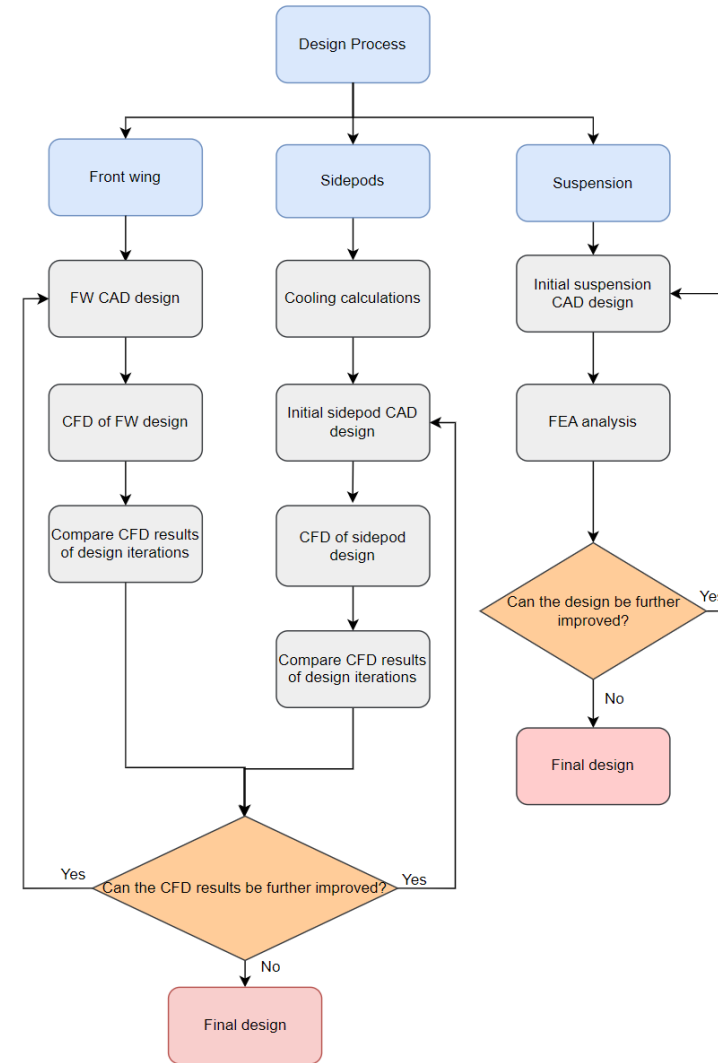 Design Process
Front wing
Sidepods
Suspension
FW CAD design
Cooling calculations
Initial suspension
CAD design
CFD of FW design
Initial sidepod CAD
design
FEA analysis
Compare CFD results
of design iterations
CFD of sidepod
design
Can the design be further
improved?
Yes
Compare CFD results
of design iterations
No
Final design
Can the CFD results be further improved?
Yes
Yes
No
Final design